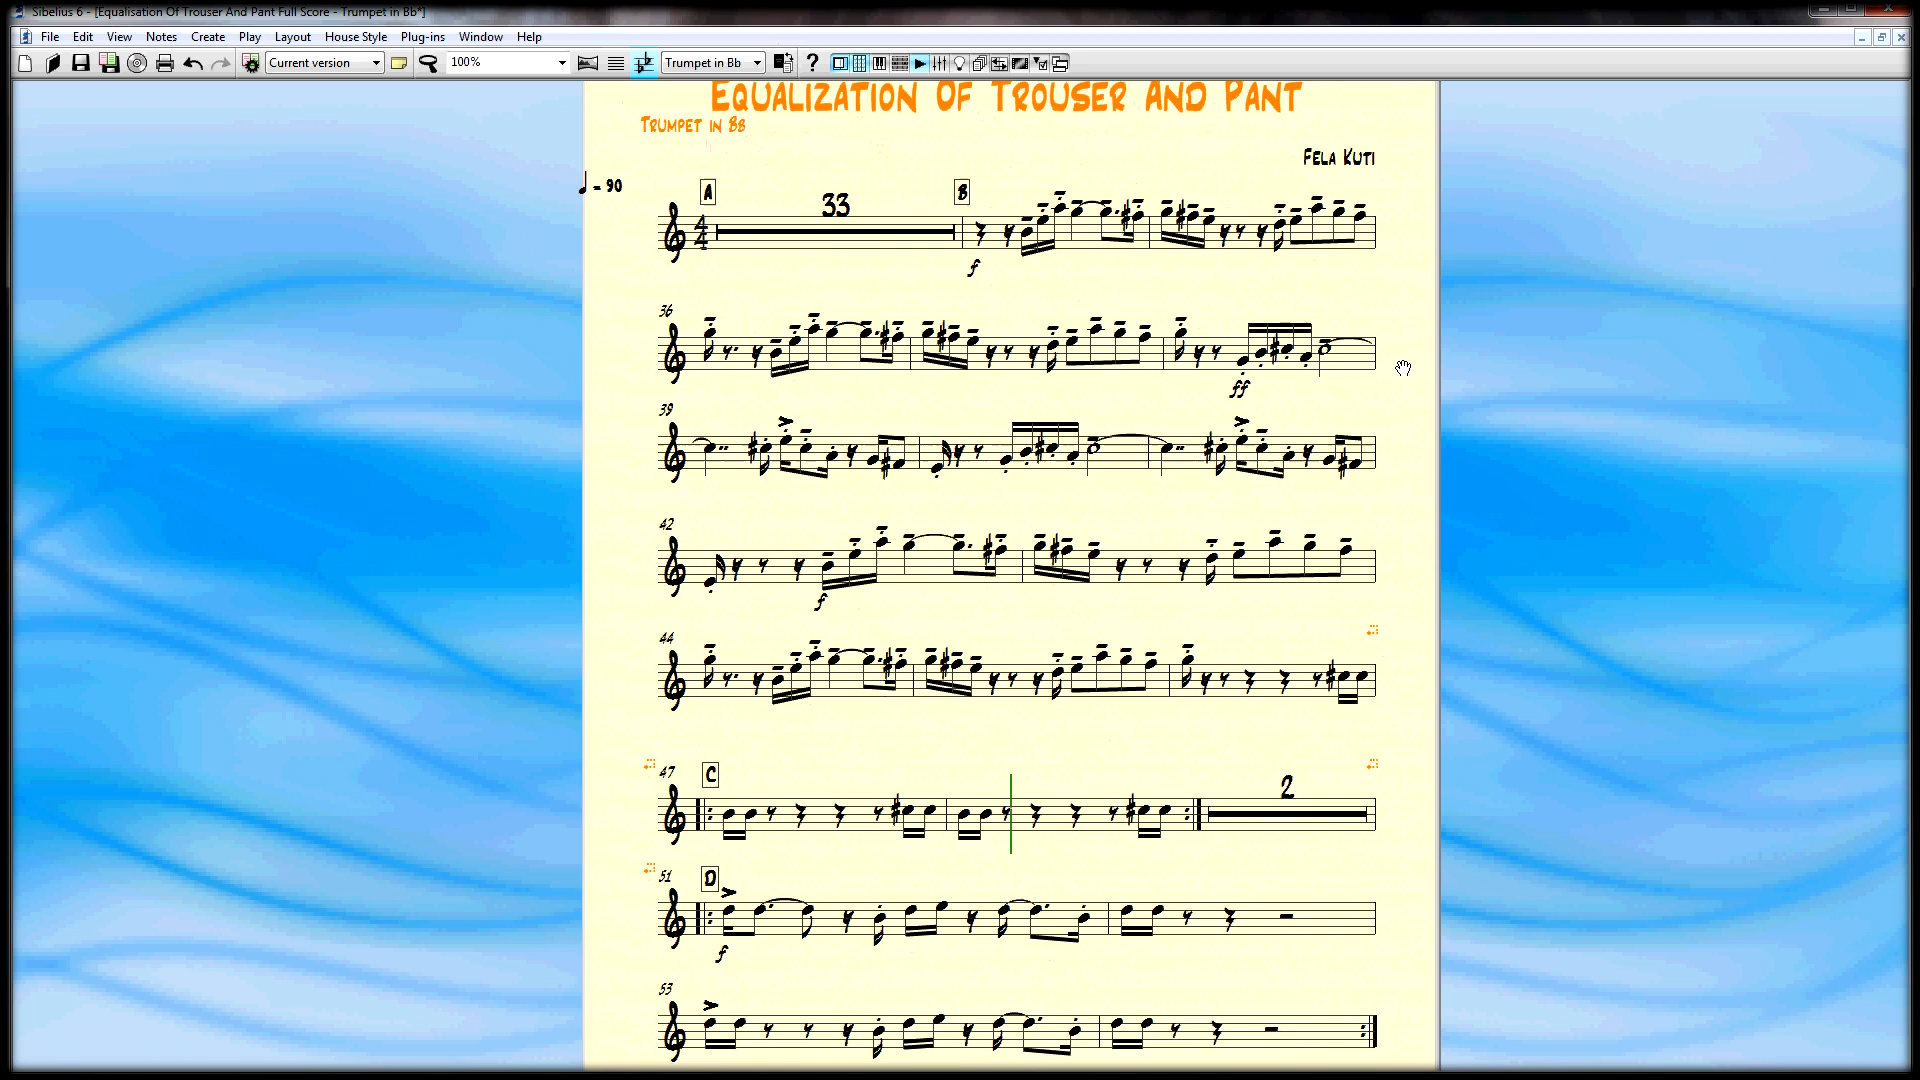 Sibelius 6 - [Equalisation Of Trouser And Pant Full Score - Trumpet in Bb*]
File Edit View Notes Create Play Layout House Style Plug-ins Window Help
Current version 100% Trumpet in Bb ?
EQUALIZATION OF TROUSER AND PANT
TRUMPET IN BB
FELA KUTI
= 90
A 33 B
4
4
f
36
ff
39
42
f
44
47 C 2
51 D
f
53